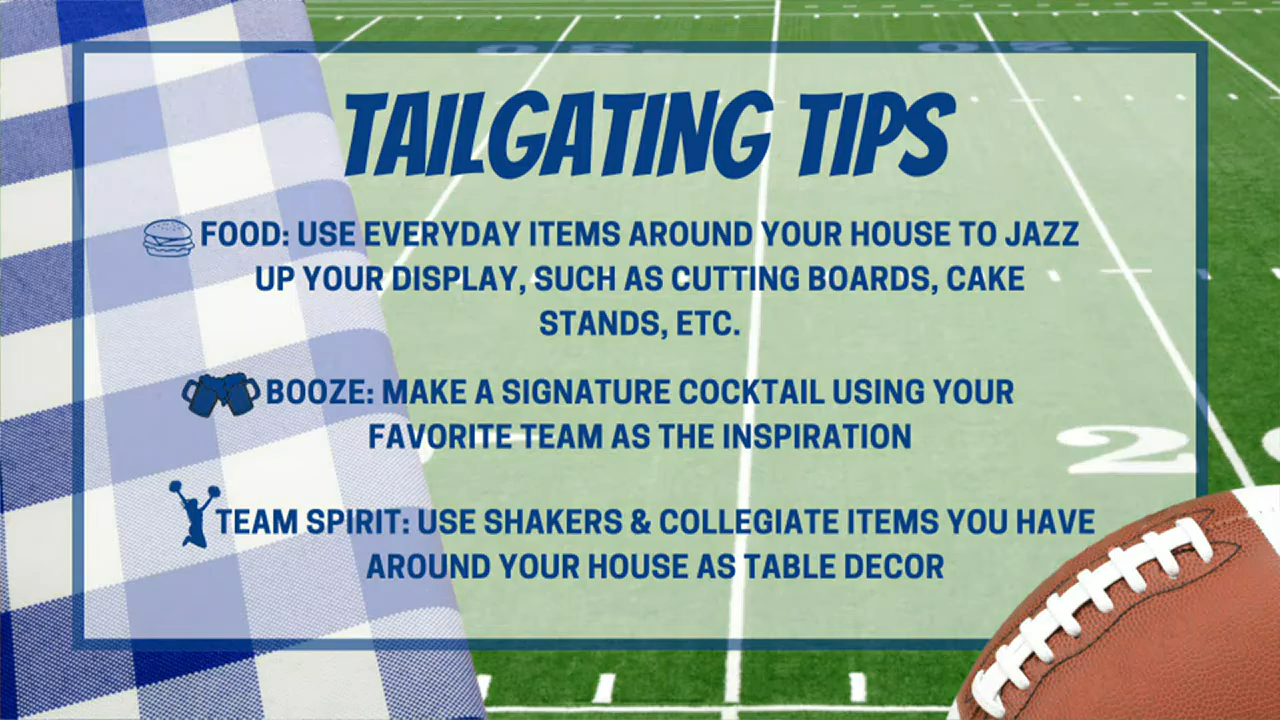 TAILGATING TIPS
FOOD: USE EVERYDAY ITEMS AROUND YOUR HOUSE TO JAZZ
UP YOUR DISPLAY, SUCH AS CUTTING BOARDS, CAKE
STANDS, ETC.
BOOZE: MAKE A SIGNATURE COCKTAIL USING YOUR
FAVORITE TEAM AS THE INSPIRATION
2
TEAM SPIRIT: USE SHAKERS & COLLEGIATE ITEMS YOU HAVE
AROUND YOUR HOUSE AS TABLE DECOR